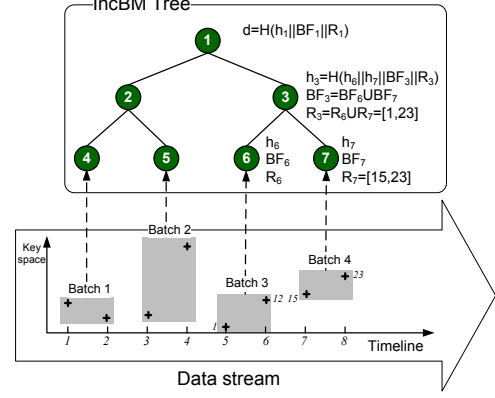 IncBM Tree
d=H(h1||BF1||R1)
1
h3=H(h6||h7||BF3||R3)
2
3
BF3=BF6UBF7
R3=R6UR7=[1,23]
4
5
6
7
h6
BF6
R6
h7
BF7
R7=[15,23]
Batch 2
Key
space
Batch 4
23
Batch 1
Batch 3
12
15
1
1
2
3
4
5
6
7
8
Timeline
Data stream